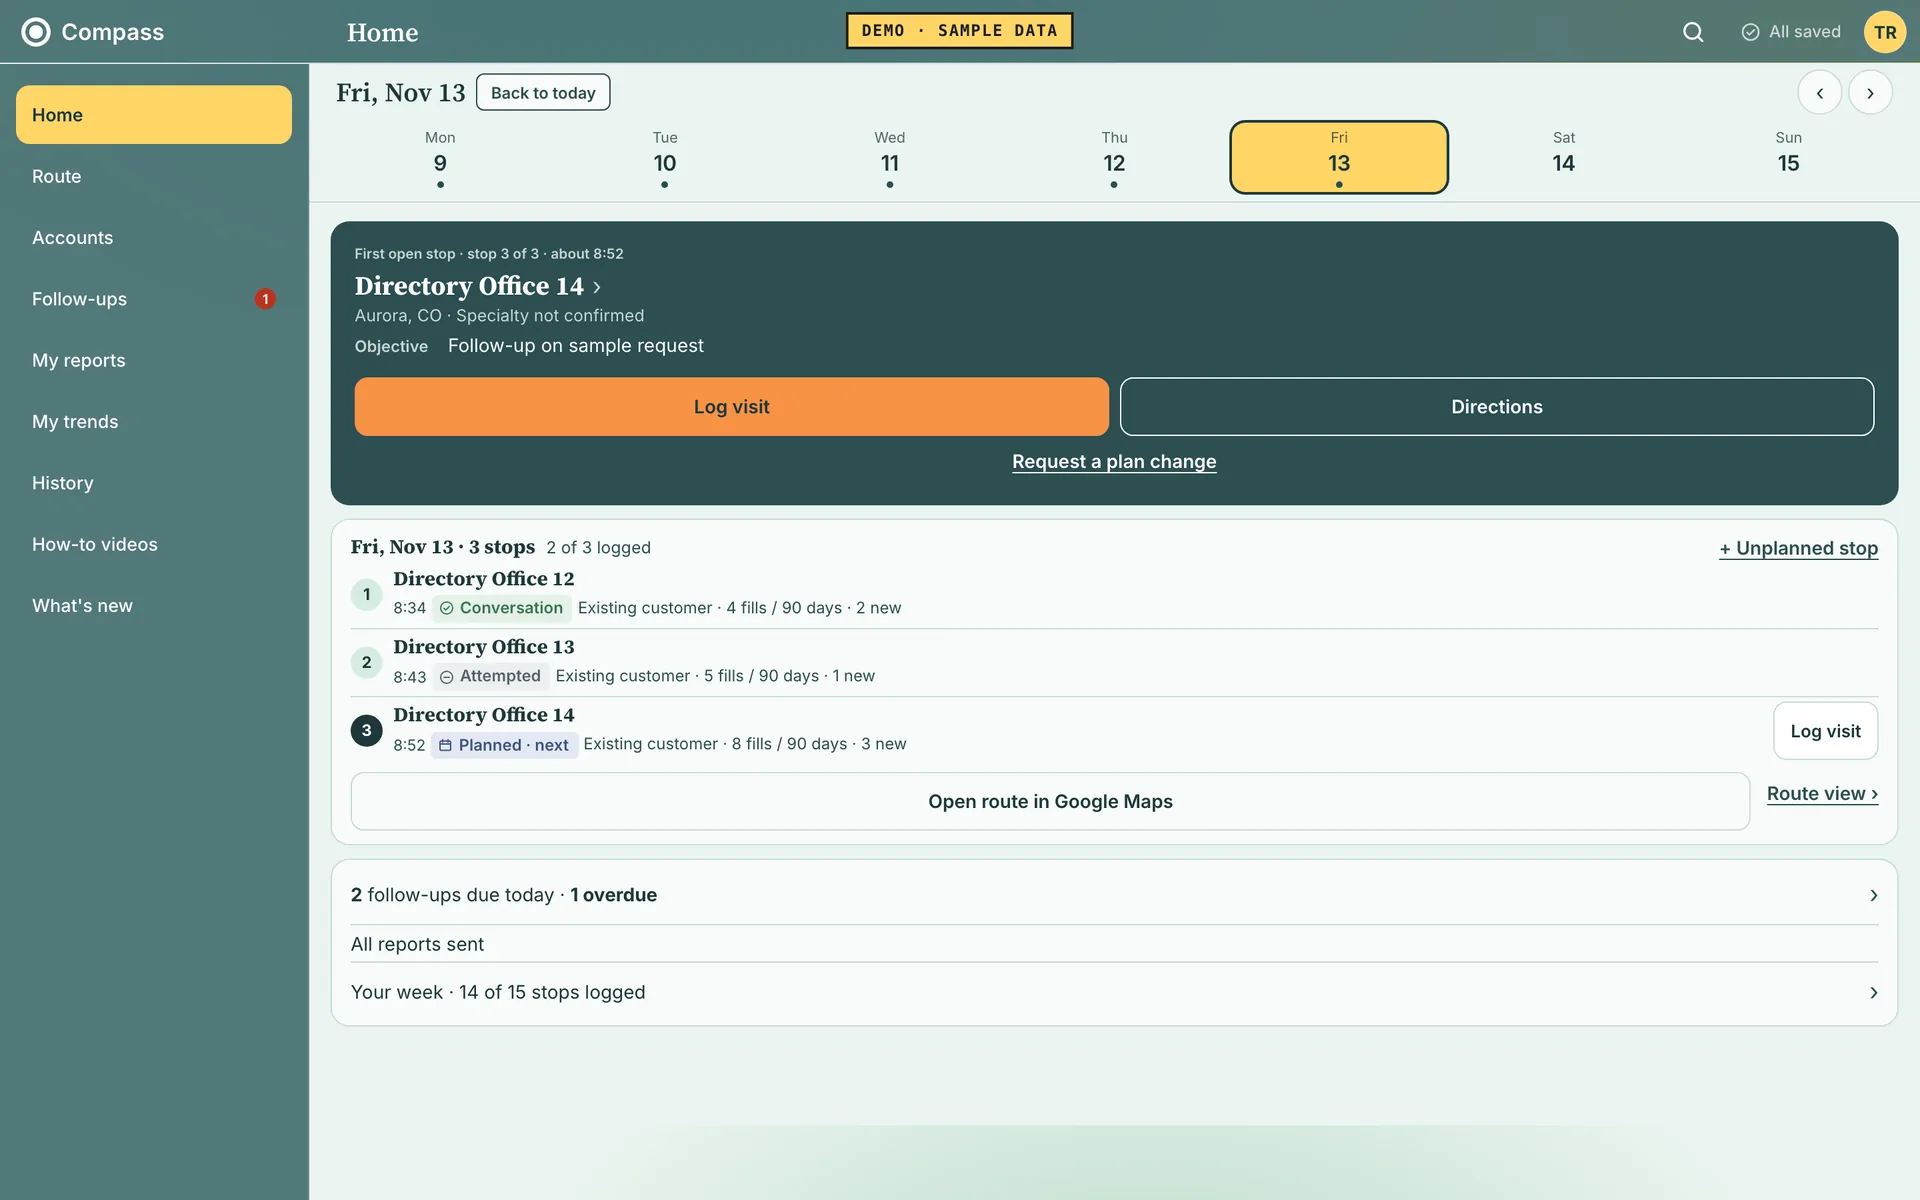 Compass
Home
DEMO · SAMPLE DATA
All saved
TR
Home
Route
Accounts
Follow-ups
1
My reports
My trends
History
How-to videos
What's new
Fri, Nov 13
Back to today
‹
›
Mon
9
Tue
10
Wed
11
Thu
12
Fri
13
Sat
14
Sun
15
First open stop · stop 3 of 3 · about 8:52
Directory Office 14 ›
Aurora, CO · Specialty not confirmed
Objective Follow-up on sample request
Log visit
Directions
Request a plan change
Fri, Nov 13 · 3 stops 2 of 3 logged
+ Unplanned stop
1
Directory Office 12
8:34 Conversation Existing customer · 4 fills / 90 days · 2 new
2
Directory Office 13
8:43 Attempted Existing customer · 5 fills / 90 days · 1 new
3
Directory Office 14
8:52 Planned · next Existing customer · 8 fills / 90 days · 3 new
Log visit
Open route in Google Maps
Route view ›
2 follow-ups due today · 1 overdue ›
All reports sent
Your week · 14 of 15 stops logged ›